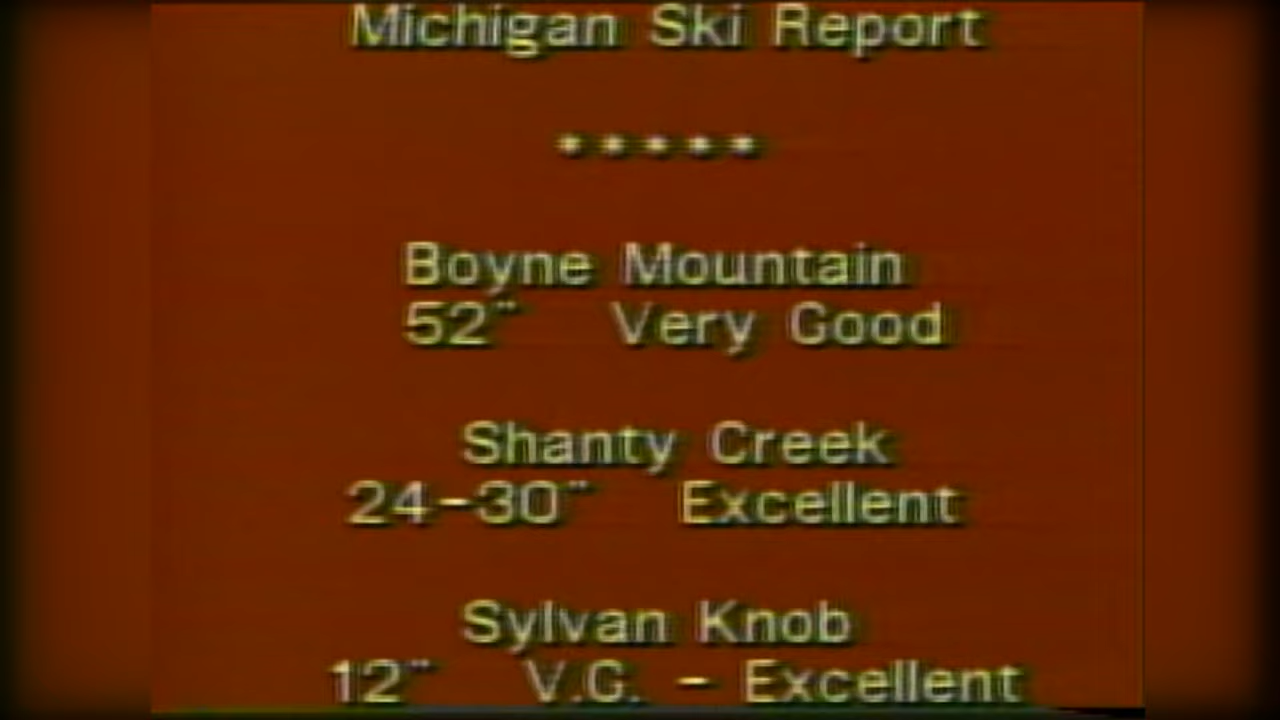 Michigan Ski Report
*****
Boyne Mountain
52" Very Good
Shanty Creek
24-30" Excellent
Sylvan Knob
12" V.G. - Excellent